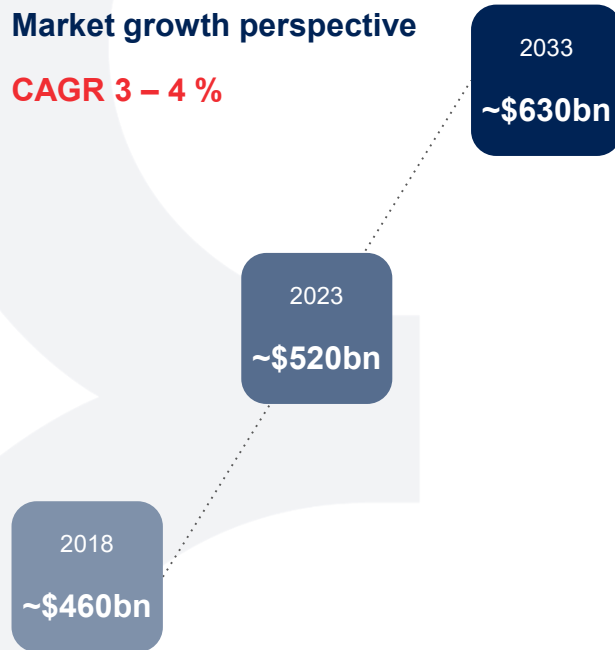 Market growth perspective
CAGR 3 – 4 %
2033
~$630bn
2023
~$520bn
2018
~$460bn